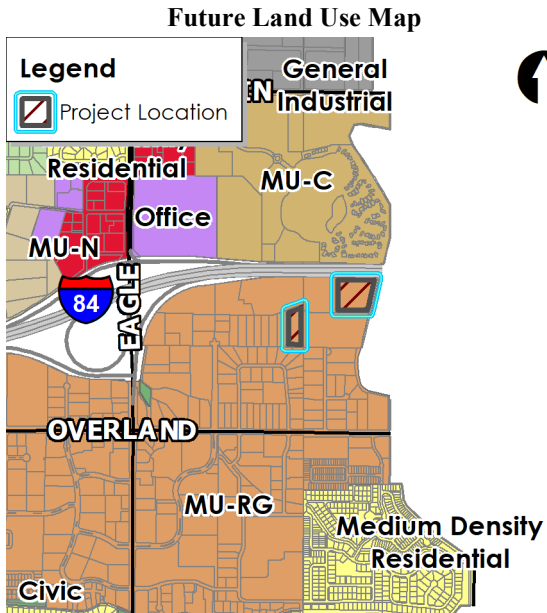 Future Land Use Map
Legend
Project Location
General
Industrial
EN
Residential
MU-C
Office
MU-N
84
EAGLE
OVERLAND
MU-RG
Medium Density
Residential
Civic